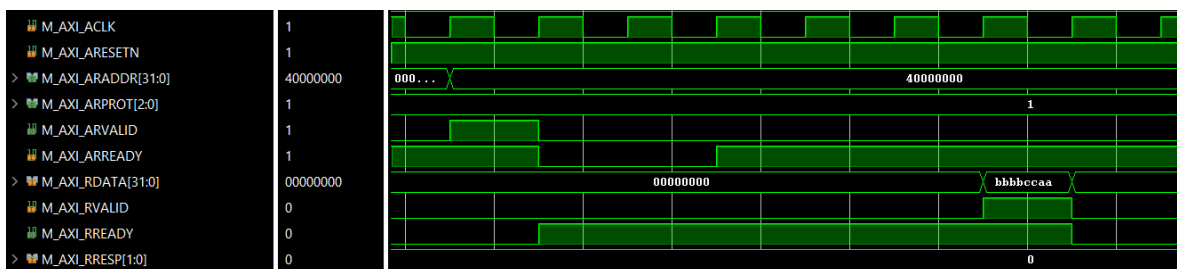 M_AXI_ACLK 1
M_AXI_ARESETN 1
> M_AXI_ARADDR[31:0] 40000000 000... 40000000
> M_AXI_ARPROT[2:0] 1 1
M_AXI_ARVALID 1
M_AXI_ARREADY 1
> M_AXI_RDATA[31:0] 00000000 00000000 bbbbccaa
M_AXI_RVALID 0
M_AXI_RREADY 0
> M_AXI_RRESP[1:0] 0 0